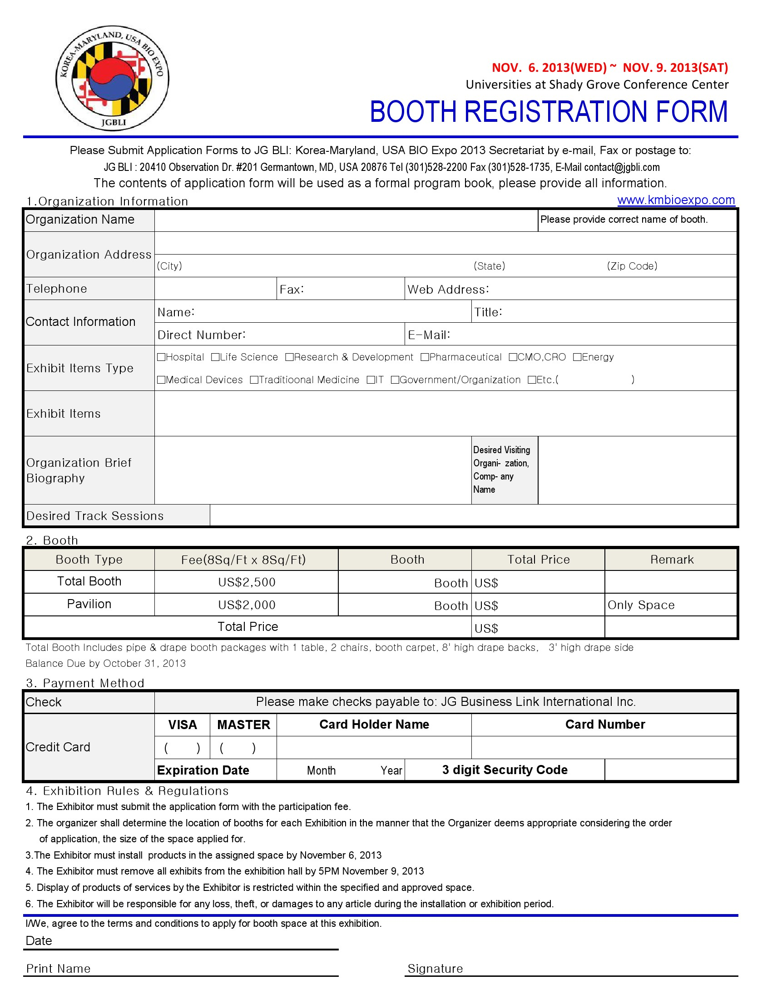 KOREA-MARYLAND, USA BIO EXPO
JGBLI
NOV. 6. 2013(WED) ~ NOV. 9. 2013(SAT)
Universities at Shady Grove Conference Center
BOOTH REGISTRATION FORM
Please Submit Application Forms to JG BLI: Korea-Maryland, USA BIO Expo 2013 Secretariat by e-mail, Fax or postage to:
JG BLI : 20410 Observation Dr. #201 Germantown, MD, USA 20876 Tel (301)528-2200 Fax (301)528-1735, E-Mail contact@jgbli.com
The contents of application form will be used as a formal program book, please provide all information.
1.Organization Information www.kmbioexpo.com
Organization Name Please provide correct name of booth.
Organization Address
(City) (State) (Zip Code)
Telephone Fax: Web Address:
Contact Information
Name: Title:
Direct Number: E-Mail:
Exhibit Items Type
□Hospital □Life Science □Research & Development □Pharmaceutical □CMO,CRO □Energy
□Medical Devices □Traditioonal Medicine □IT □Government/Organization □Etc.( )
Exhibit Items
Organization Brief
Biography
Desired Visiting
Organi- zation,
Comp- any
Name
Desired Track Sessions
2. Booth
Booth Type Fee(8Sq/Ft x 8Sq/Ft) Booth Total Price Remark
Total Booth US$2,500 Booth US$
Pavilion US$2,000 Booth US$ Only Space
Total Price US$
Total Booth Includes pipe & drape booth packages with 1 table, 2 chairs, booth carpet, 8' high drape backs, 3' high drape side
Balance Due by October 31, 2013
3. Payment Method
Check Please make checks payable to: JG Business Link International Inc.
Credit Card
VISA MASTER Card Holder Name Card Number
( ) ( )
Expiration Date Month Year 3 digit Security Code
4. Exhibition Rules & Regulations
1. The Exhibitor must submit the application form with the participation fee.
2. The organizer shall determine the location of booths for each Exhibition in the manner that the Organizer deems appropriate considering the order
of application, the size of the space applied for.
3.The Exhibitor must install products in the assigned space by November 6, 2013
4. The Exhibitor must remove all exhibits from the exhibition hall by 5PM November 9, 2013
5. Display of products of services by the Exhibitor is restricted within the specified and approved space.
6. The Exhibitor will be responsible for any loss, theft, or damages to any article during the installation or exhibition period.
I/We, agree to the terms and conditions to apply for booth space at this exhibition.
Date
Print Name Signature